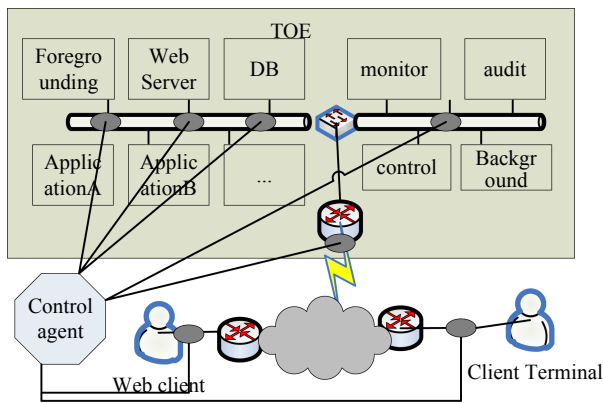 TOE
Foregro
unding
Web
Server
DB
monitor
audit
Applic
ationA
Applic
ationB
...
control
Backgr
ound
Control
agent
Web client
Client Terminal